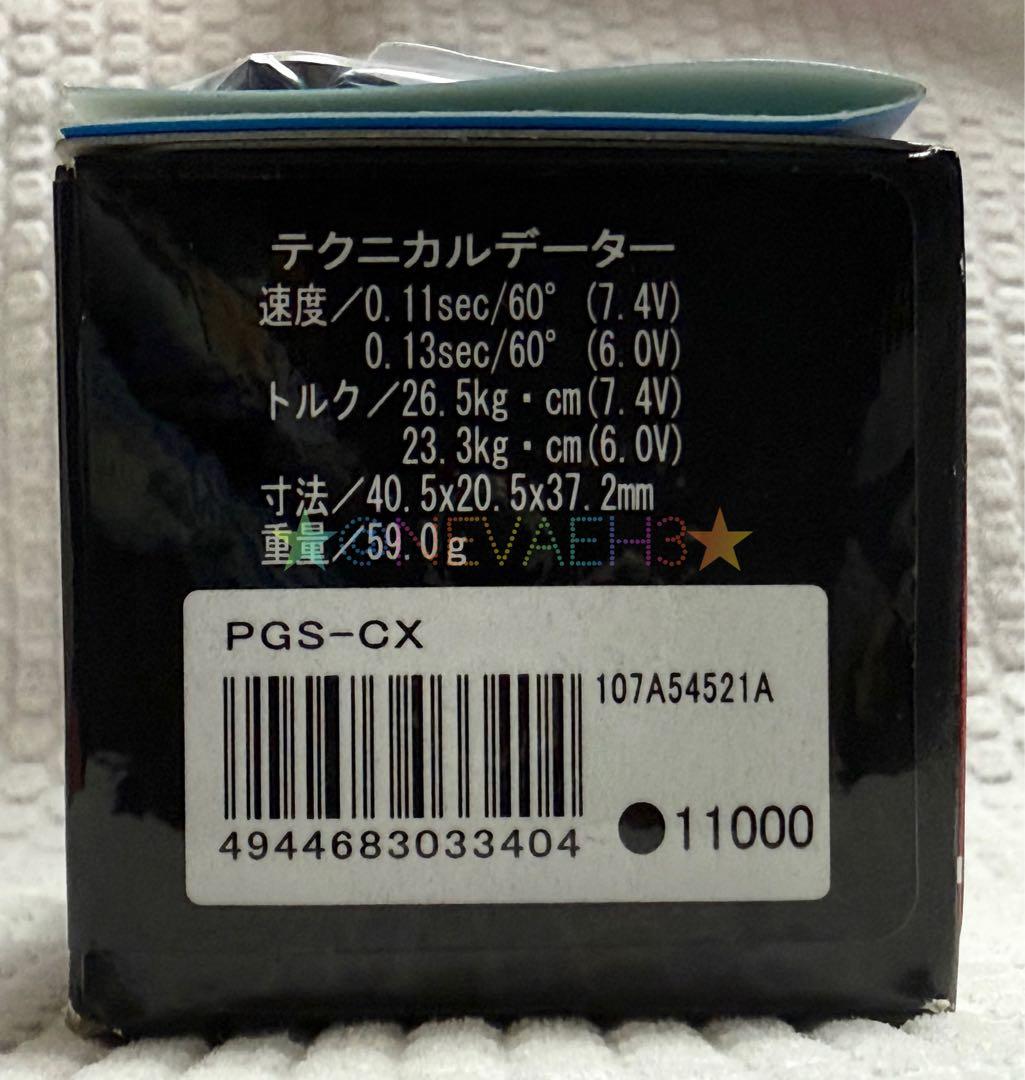 テクニカルデーター
速度／0.11sec/60° (7.4V)
0.13sec/60° (6.0V)
トルク／26.5kg・cm(7.4V)
23.3kg・cm(6.0V)
寸法／40.5x20.5x37.2mm
重量／59.0g
★@NEVAEH3★
PGS-CX
107A54521A
4944683033404
●11000